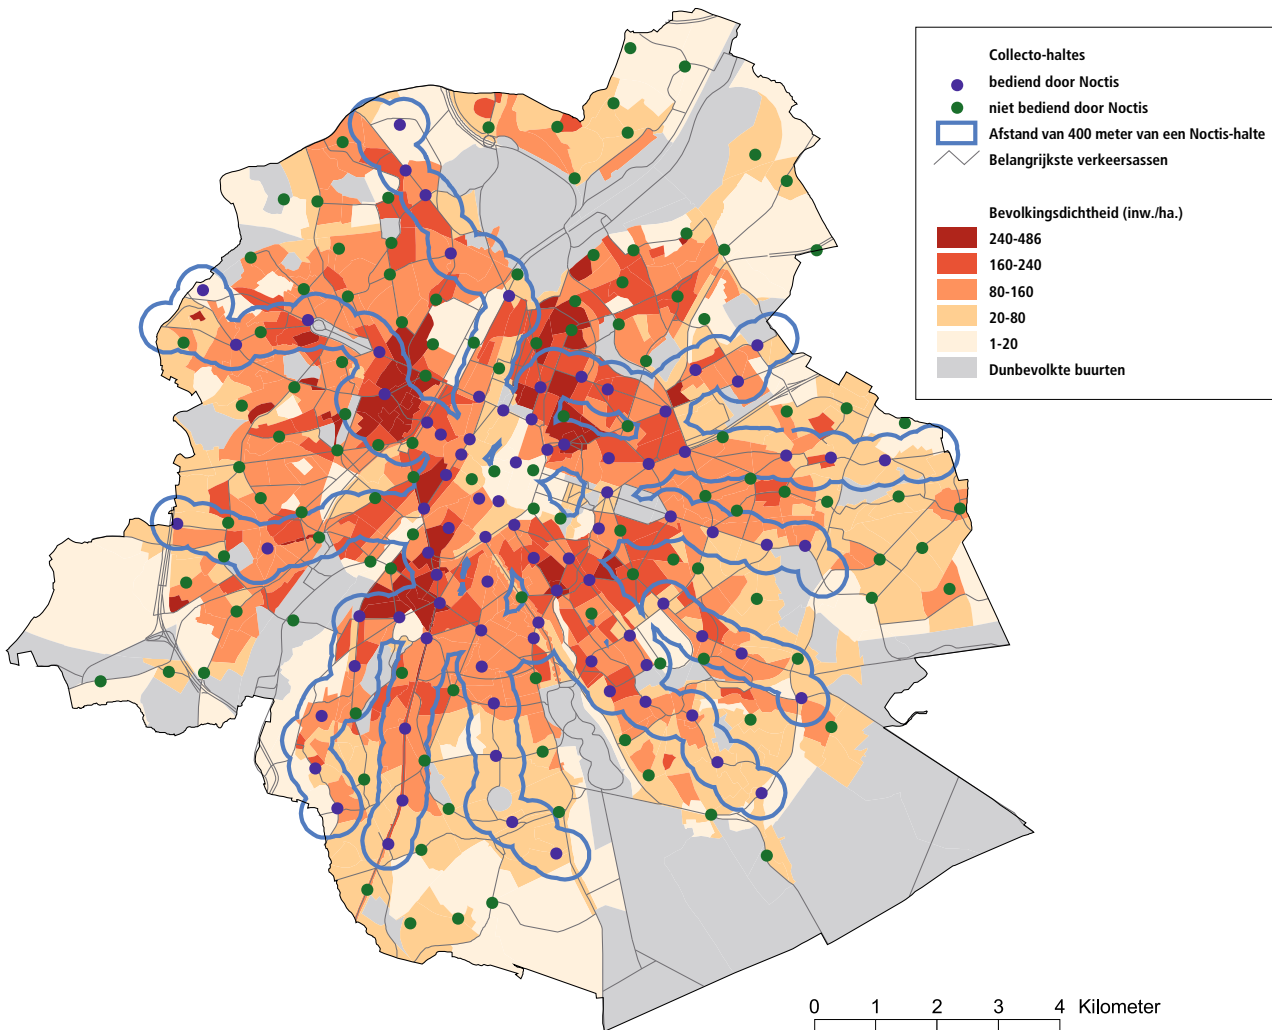 Collecto-haltes
bediend door Noctis
niet bediend door Noctis
Afstand van 400 meter van een Noctis-halte
Belangrijkste verkeersassen
Bevolkingsdichtheid (inw./ha.)
240-486
160-240
80-160
20-80
1-20
Dunbevolkte buurten
0 1 2 3 4 Kilometer